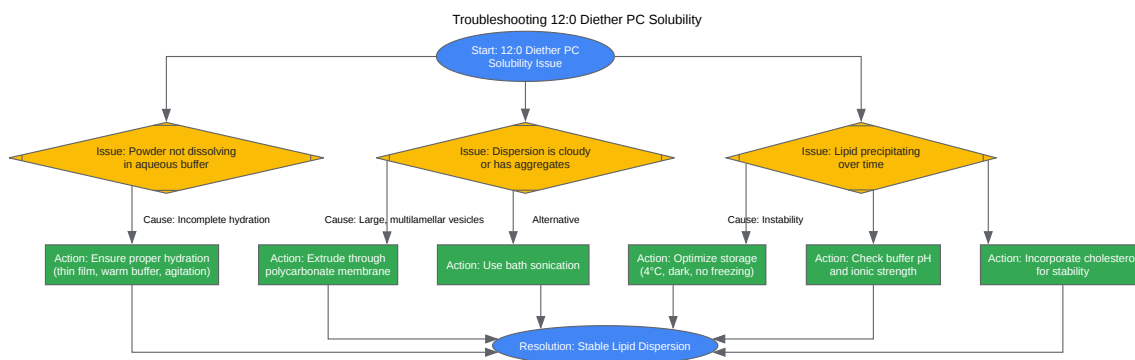 Troubleshooting 12:0 Diether PC Solubility
Start: 12:0 Diether PC
Solubility Issue
Issue: Powder not dissolving
in aqueous buffer
Issue: Dispersion is cloudy
or has aggregates
Issue: Lipid precipitating
over time
Cause: Incomplete hydration
Cause: Large, multilamellar vesicles
Alternative
Cause: Instability
Action: Ensure proper hydration
(thin film, warm buffer, agitation)
Action: Extrude through
polycarbonate membrane
Action: Use bath sonication
Action: Optimize storage
(4°C, dark, no freezing)
Action: Check buffer pH
and ionic strength
Action: Incorporate cholestero
for stability
Resolution: Stable Lipid Dispersion